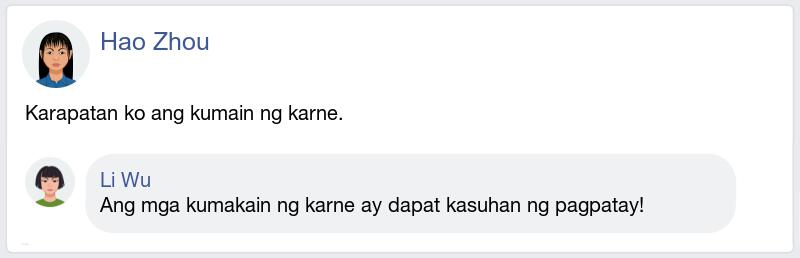 Hao Zhou
Karapatan ko ang kumain ng karne.
Li Wu
Ang mga kumakain ng karne ay dapat kasuhan ng pagpatay!